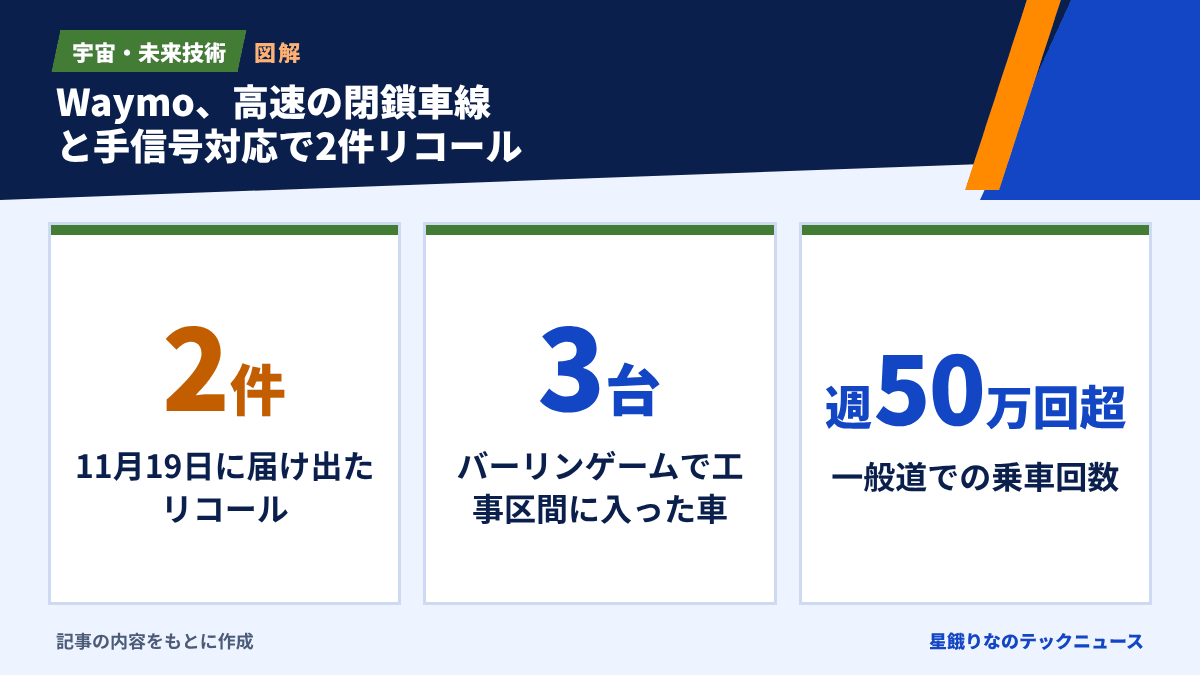 宇宙・未来技術 図解
Waymo、高速の閉鎖車線
と手信号対応で2件リコール
2件
11月19日に届け出た
リコール
3台
バーリンゲームで工
事区間に入った車
週50万回超
一般道での乗車回数
記事の内容をもとに作成
星餓りなのテックニュース